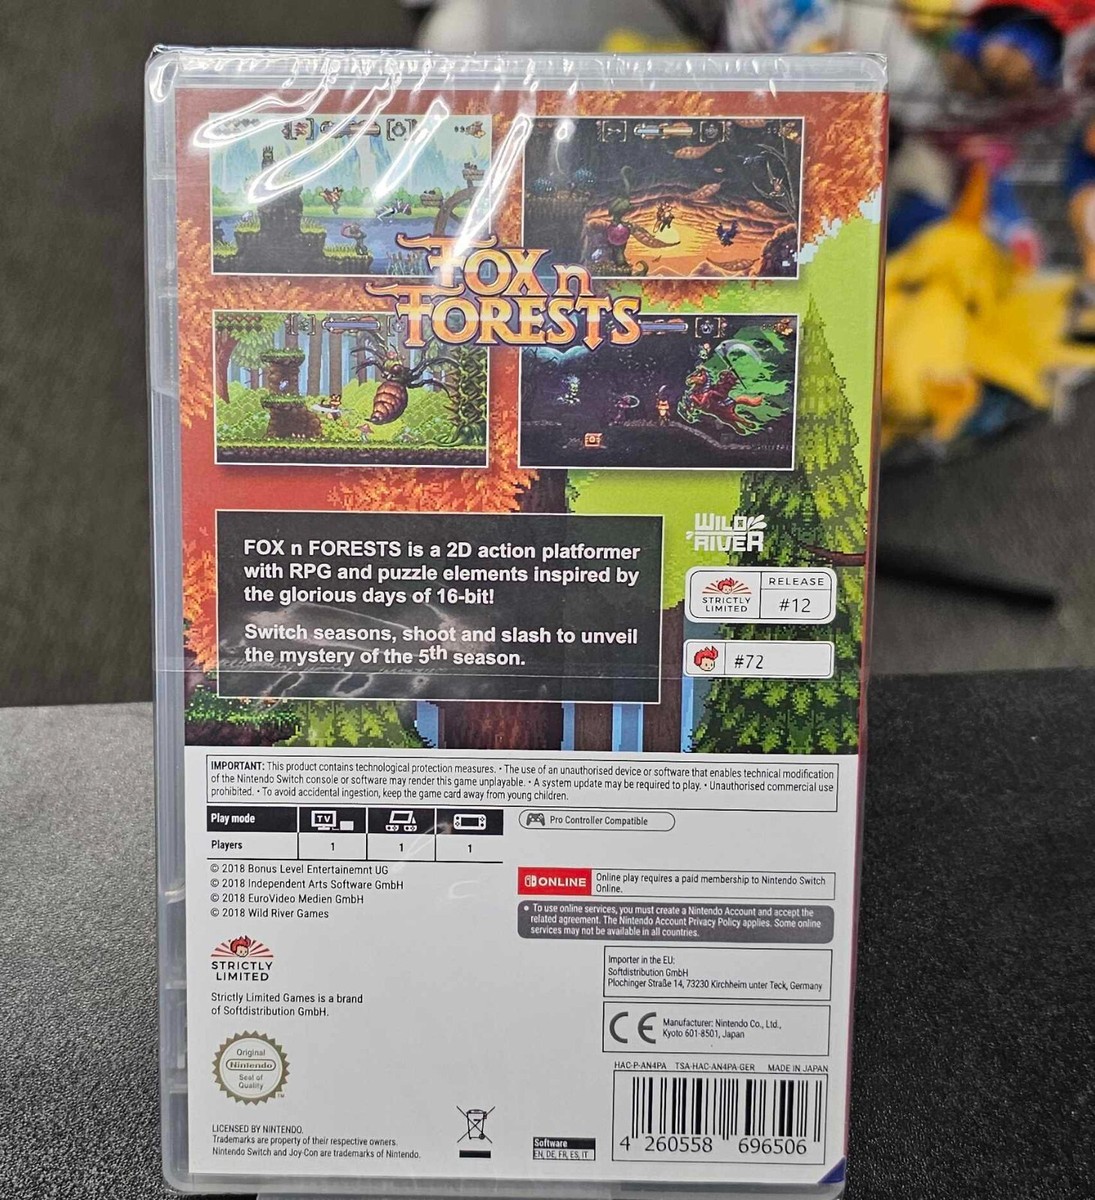 FOX n
FORESTS
FOX n FORESTS is a 2D action platformer
with RPG and puzzle elements inspired by
the glorious days of 16-bit!
Switch seasons, shoot and slash to unveil
the mystery of the 5th season.
WILD
RIVER
STRICTLY
LIMITED
RELEASE
#12
#72
IMPORTANT: This product contains technological protection measures. • The use of an unauthorised device or software that enables technical modification
of the Nintendo Switch console or software may render this game unplayable. • A system update may be required to play. • Unauthorised commercial use
prohibited. • To avoid accidental ingestion, keep the game card away from young children.
Play mode
TV
Players
1
1
1
Pro Controller Compatible
© 2018 Bonus Level Entertainemnt UG
© 2018 Independent Arts Software GmbH
© 2018 EuroVideo Medien GmbH
© 2018 Wild River Games
ONLINE
Online play requires a paid membership to Nintendo Switch
Online.
• To use online services, you must create a Nintendo Account and accept the
related agreement. The Nintendo Account Privacy Policy applies. Some online
services may not be available in all countries.
STRICTLY
LIMITED
Strictly Limited Games is a brand
of Softdistribution GmbH.
Importer in the EU:
Softdistribution GmbH
Plochinger Straße 14, 73230 Kirchheim unter Teck, Germany
CE
Manufacturer: Nintendo Co., Ltd.,
Kyoto 601-8501, Japan
Original
Nintendo
Seal of
Quality
TM
HAC-P-AN4PA TSA-HAC-AN4PA-GER MADE IN JAPAN
4 260558 696506
LICENSED BY NINTENDO.
Trademarks are property of their respective owners.
Nintendo Switch and Joy-Con are trademarks of Nintendo.
Software
EN, DE, FR, ES, IT